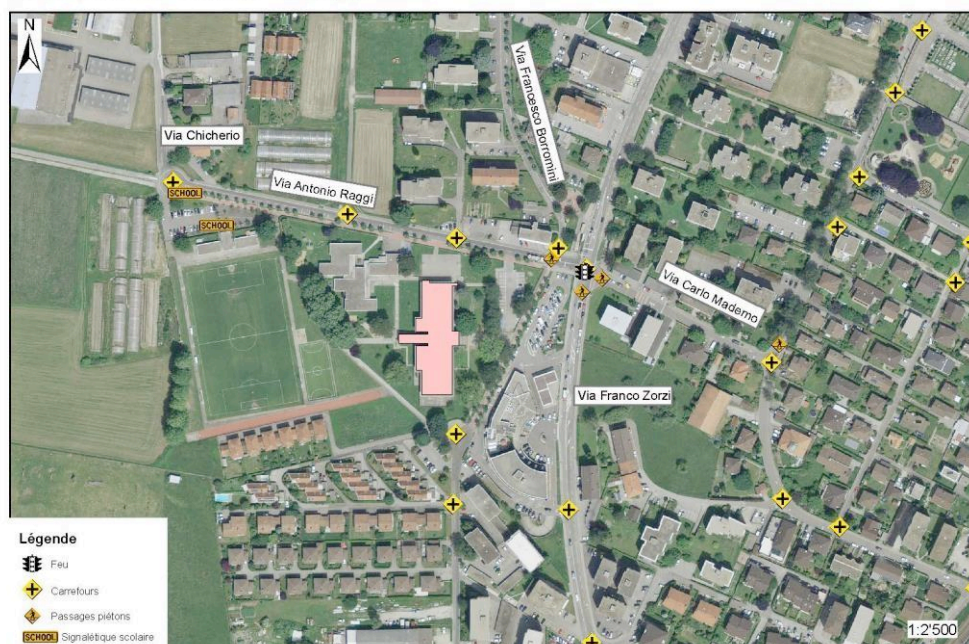 N
Via Francesco Borromini
Via Chicherio
Via Antonio Raggi
SCHOOL
SCHOOL
Via Carlo Maderno
Via Franco Zorzi
Légende
Feu
Carrefours
Passages piétons
SCHOOL Signalétique scolaire
1:2'500